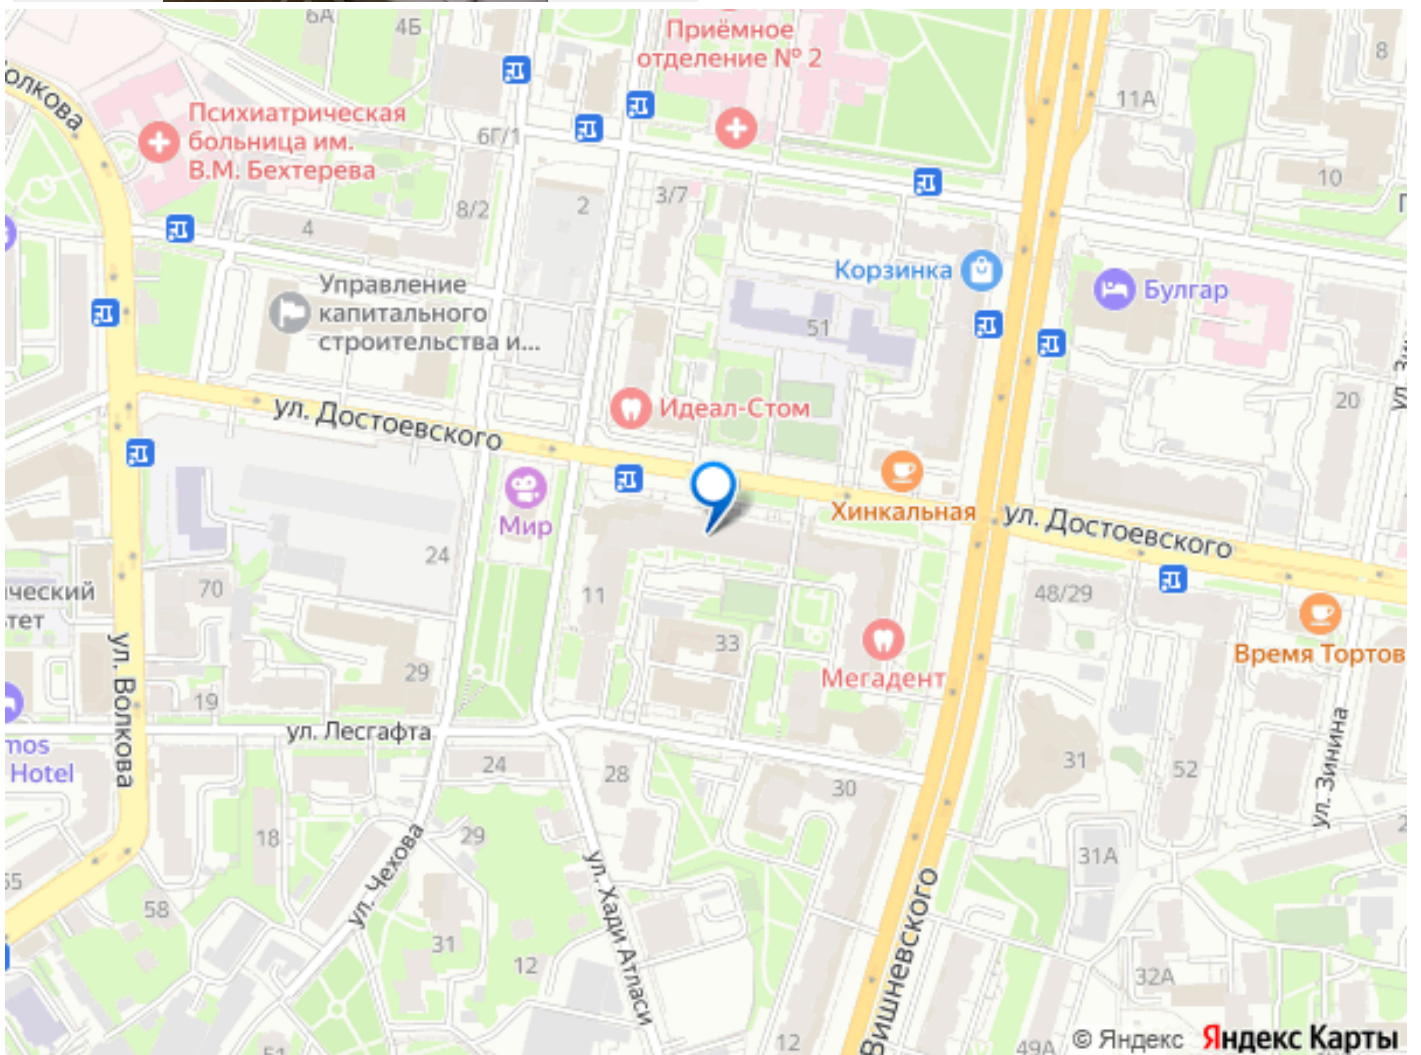 6А
4Б
Приёмное
отделение № 2
8
11А
Психиатрическая
больница им.
В.М. Бехтерева
6Г/1
10
3/7
2
8/2
4
Корзинка
Булгар
Управление
капитального
строительства и...
51
20
Идеал-Стом
ул. Достоевского
Хинкальная
ул. Достоевского
Мир
24
11
70
48/29
33
Время Тортов
Мегадент
29
19
ул. Волкова
ул. Лесгафта
Hotel
24
28
30
31
52
ул. Зинина
18
29
ул. Чехова
31А
58
31
12
ул. Хади Атласи
Вишневского
32А
12
49А
© Яндекс Яндекс Карты